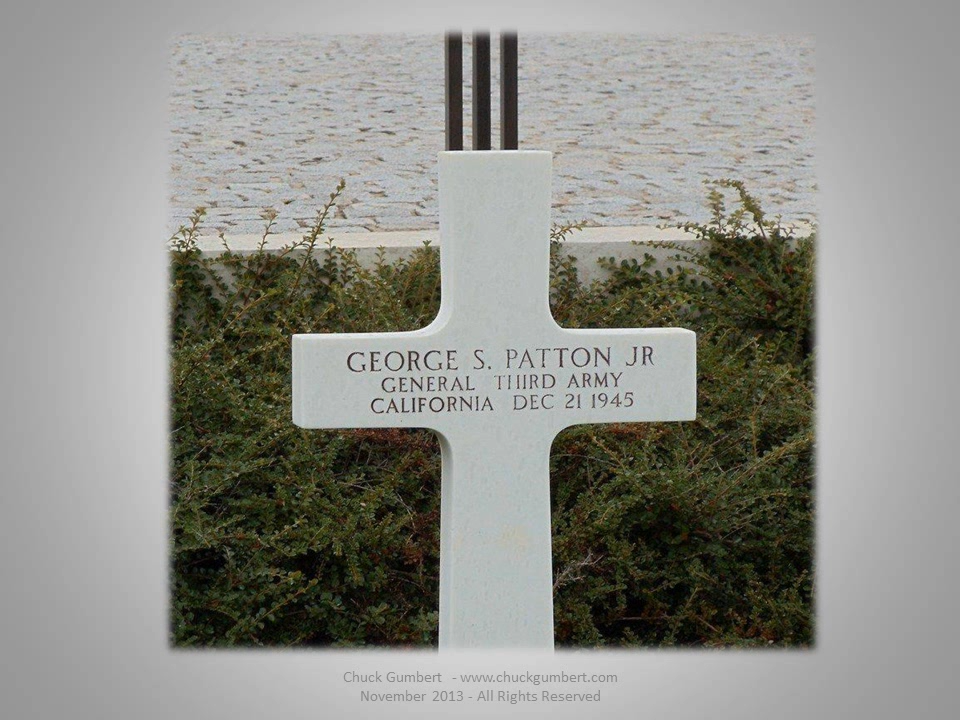 GEORGE S. PATTON JR
GENERAL THIRD ARMY
CALIFORNIA DEC 21 1945
Chuck Gumbert - www.chuckgumbert.com
November 2013 - All Rights Reserved